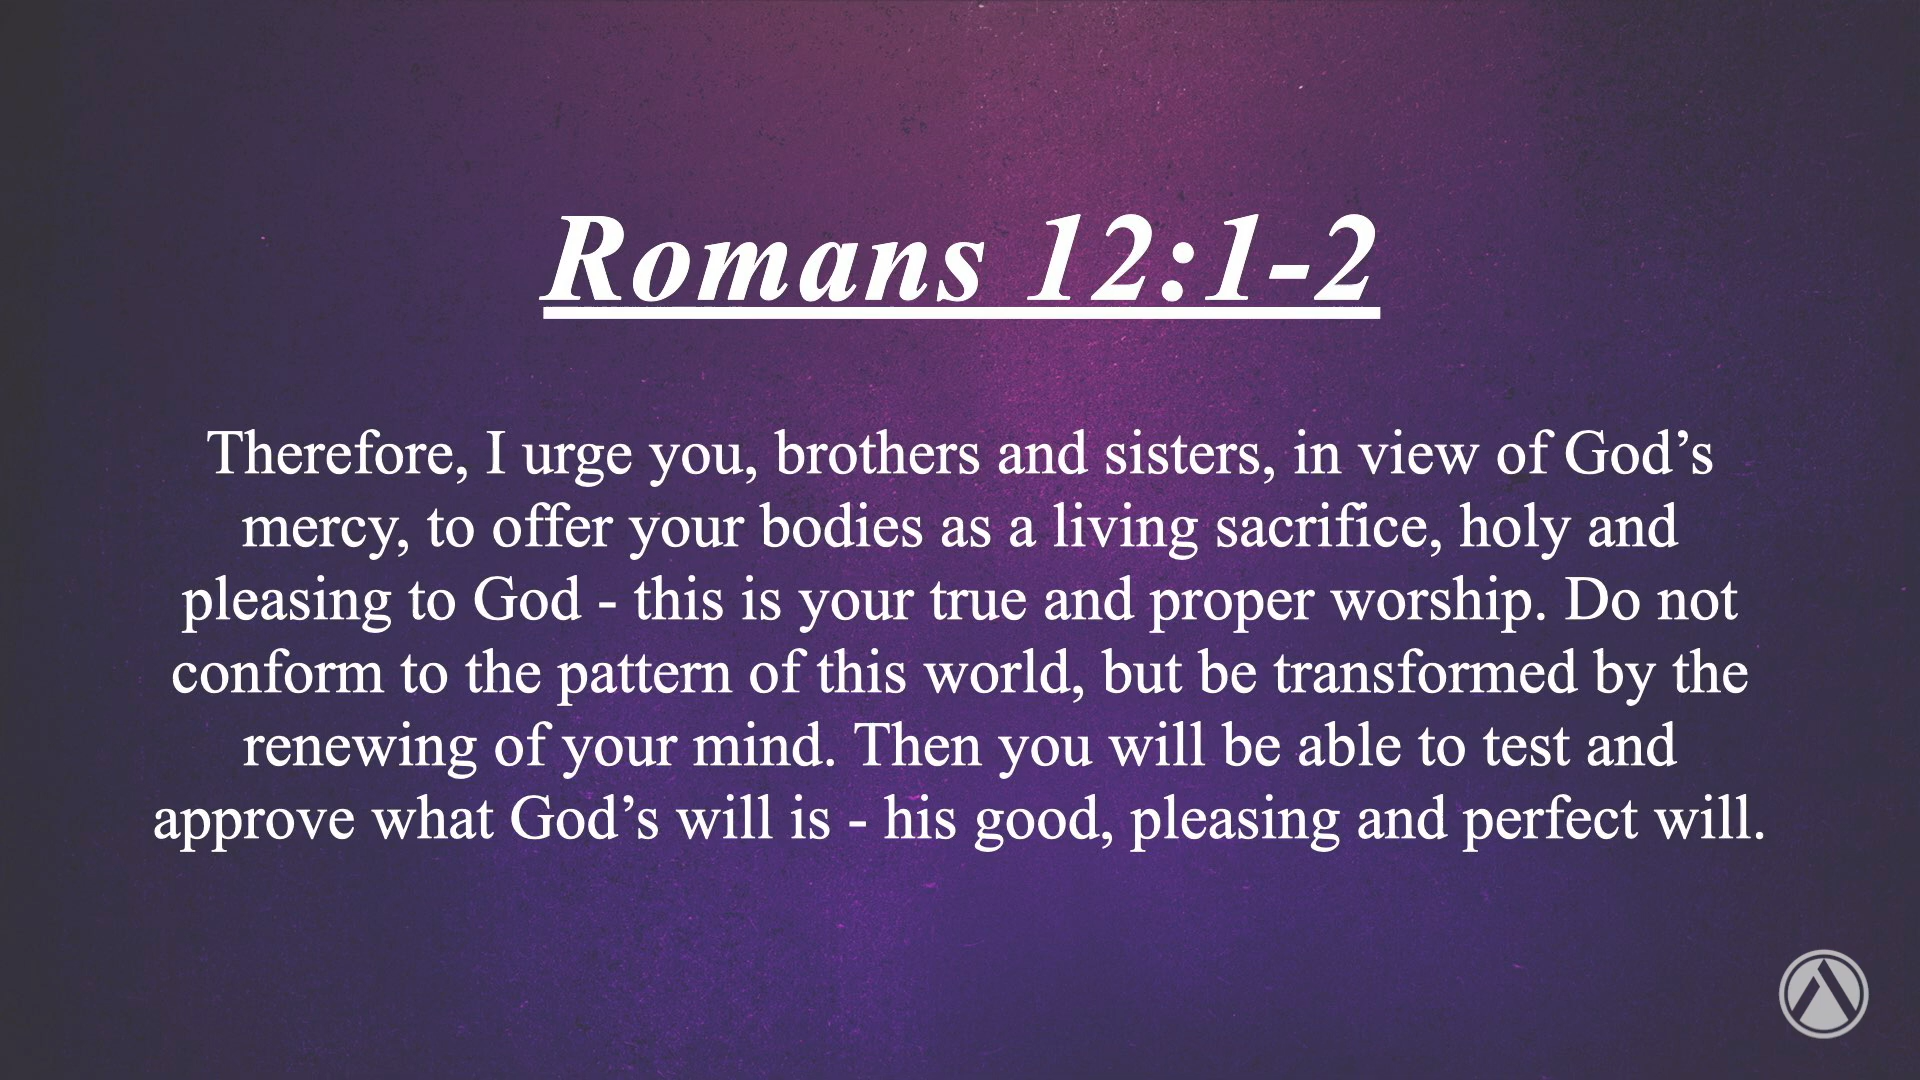 Romans 12:1-2
Therefore, I urge you, brothers and sisters, in view of God’s
mercy, to offer your bodies as a living sacrifice, holy and
pleasing to God - this is your true and proper worship. Do not
conform to the pattern of this world, but be transformed by the
renewing of your mind. Then you will be able to test and
approve what God’s will is - his good, pleasing and perfect will.